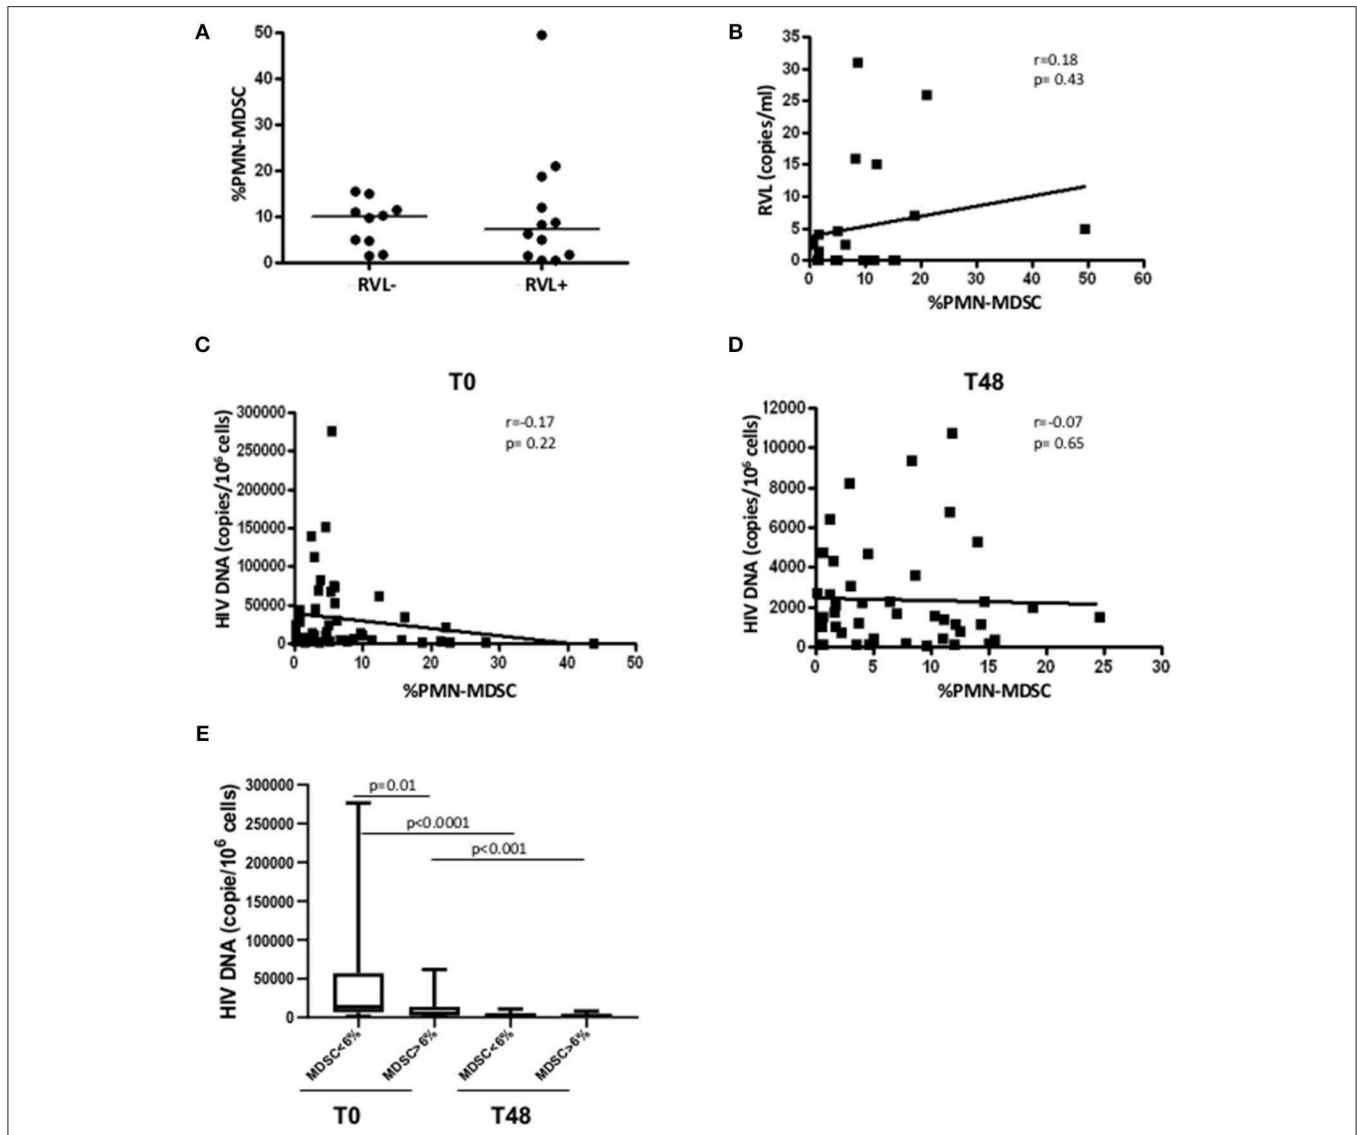 A
50
40
30
20
10
0
%PMN-MDSC
RVL-
RVL+
B
35
30
25
20
15
10
5
0
RVL (copies/ml)
r=0.18
p= 0.43
0 10 20 30 40 50 60
%PMN-MDSC
C
T0
300000
250000
200000
150000
100000
50000
0
HIV DNA (copies/10⁶ cells)
r=-0.17
p= 0.22
0 10 20 30 40 50
%PMN-MDSC
D
T48
12000
10000
8000
6000
4000
2000
0
HIV DNA (copies/10⁶ cells)
r=-0.07
p= 0.65
0 5 10 15 20 25 30
%PMN-MDSC
E
300000
250000
200000
150000
100000
50000
0
HIV DNA (copie/10⁶ cells)
p=0.01
p<0.0001
p<0.001
MDSC<6%
MDSC>6%
MDSC<6%
MDSC>6%
T0
T48